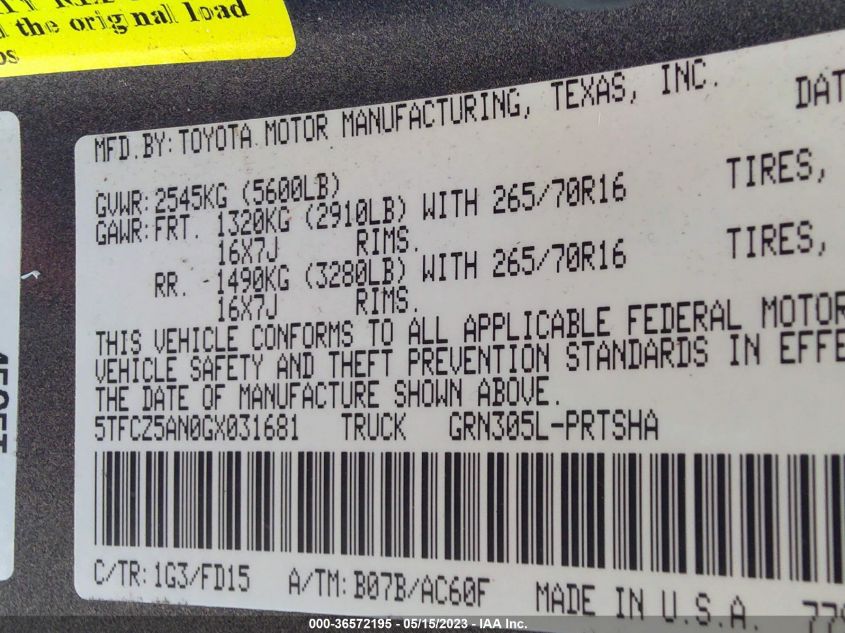 the original load
MFD.BY: TOYOTA MOTOR MANUFACTURING, TEXAS, INC. DAT
GVWR: 2545KG (5600LB)
GAWR: FRT. 1320KG (2910LB) WITH 265/70R16 TIRES,
16X7J RIMS.
RR. 1490KG (3280LB) WITH 265/70R16 TIRES,
16X7J RIMS.
THIS VEHICLE CONFORMS TO ALL APPLICABLE FEDERAL MOTOR
VEHICLE SAFETY AND THEFT PREVENTION STANDARDS IN EFFE
THE DATE OF MANUFACTURE SHOWN ABOVE.
5TFCZ5AN0GX031681 TRUCK GRN305L-PRTSHA
C/TR: 1G3/FD15 A/TM: B07B/AC60F MADE IN U.S.A.
000-36572195 - 05/15/2023 - IAA Inc.